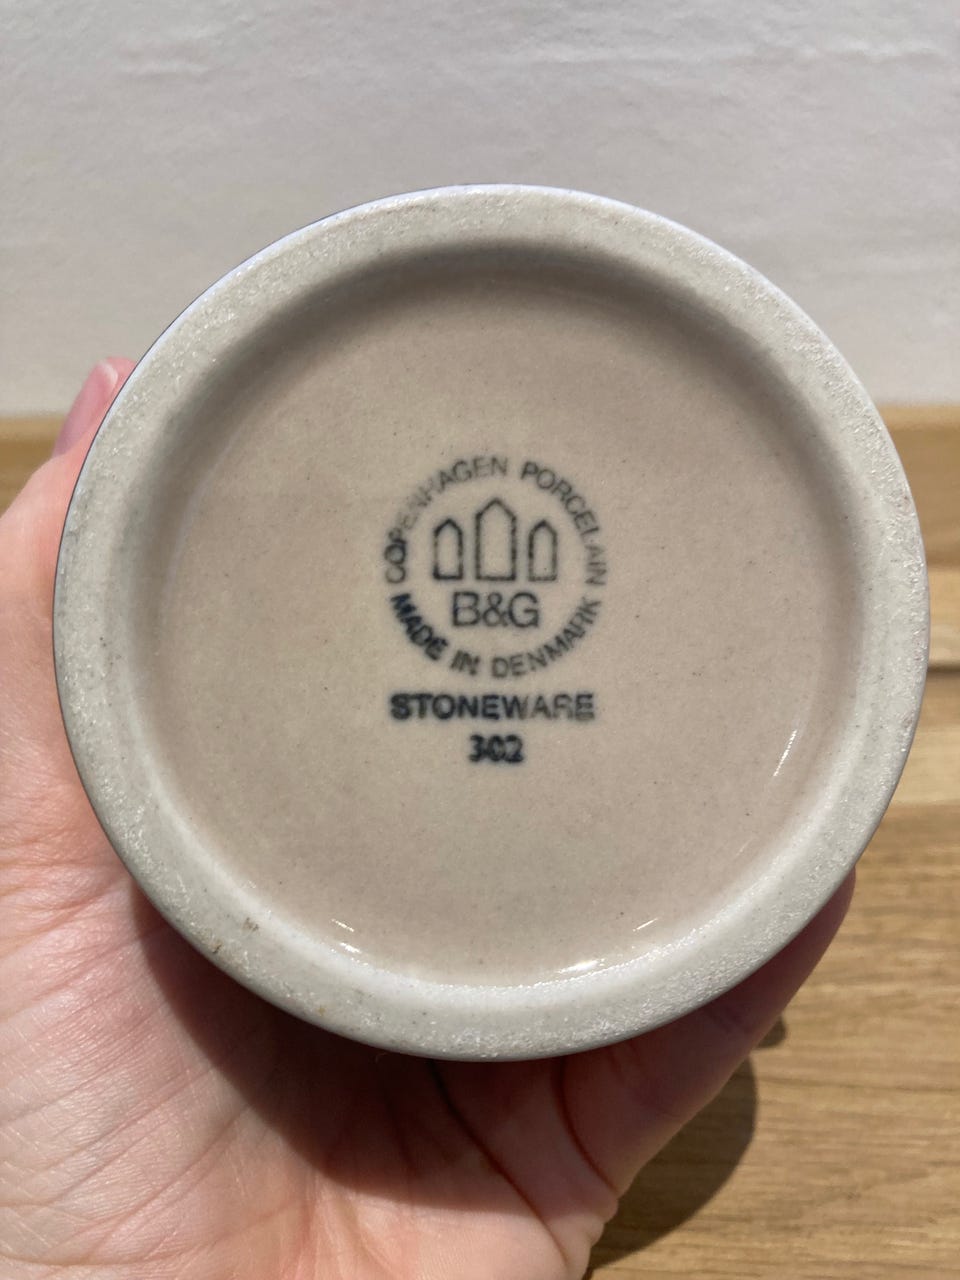 COPENHAGEN PORCELAIN
B&G
MADE IN DENMARK
STONEWARE
302